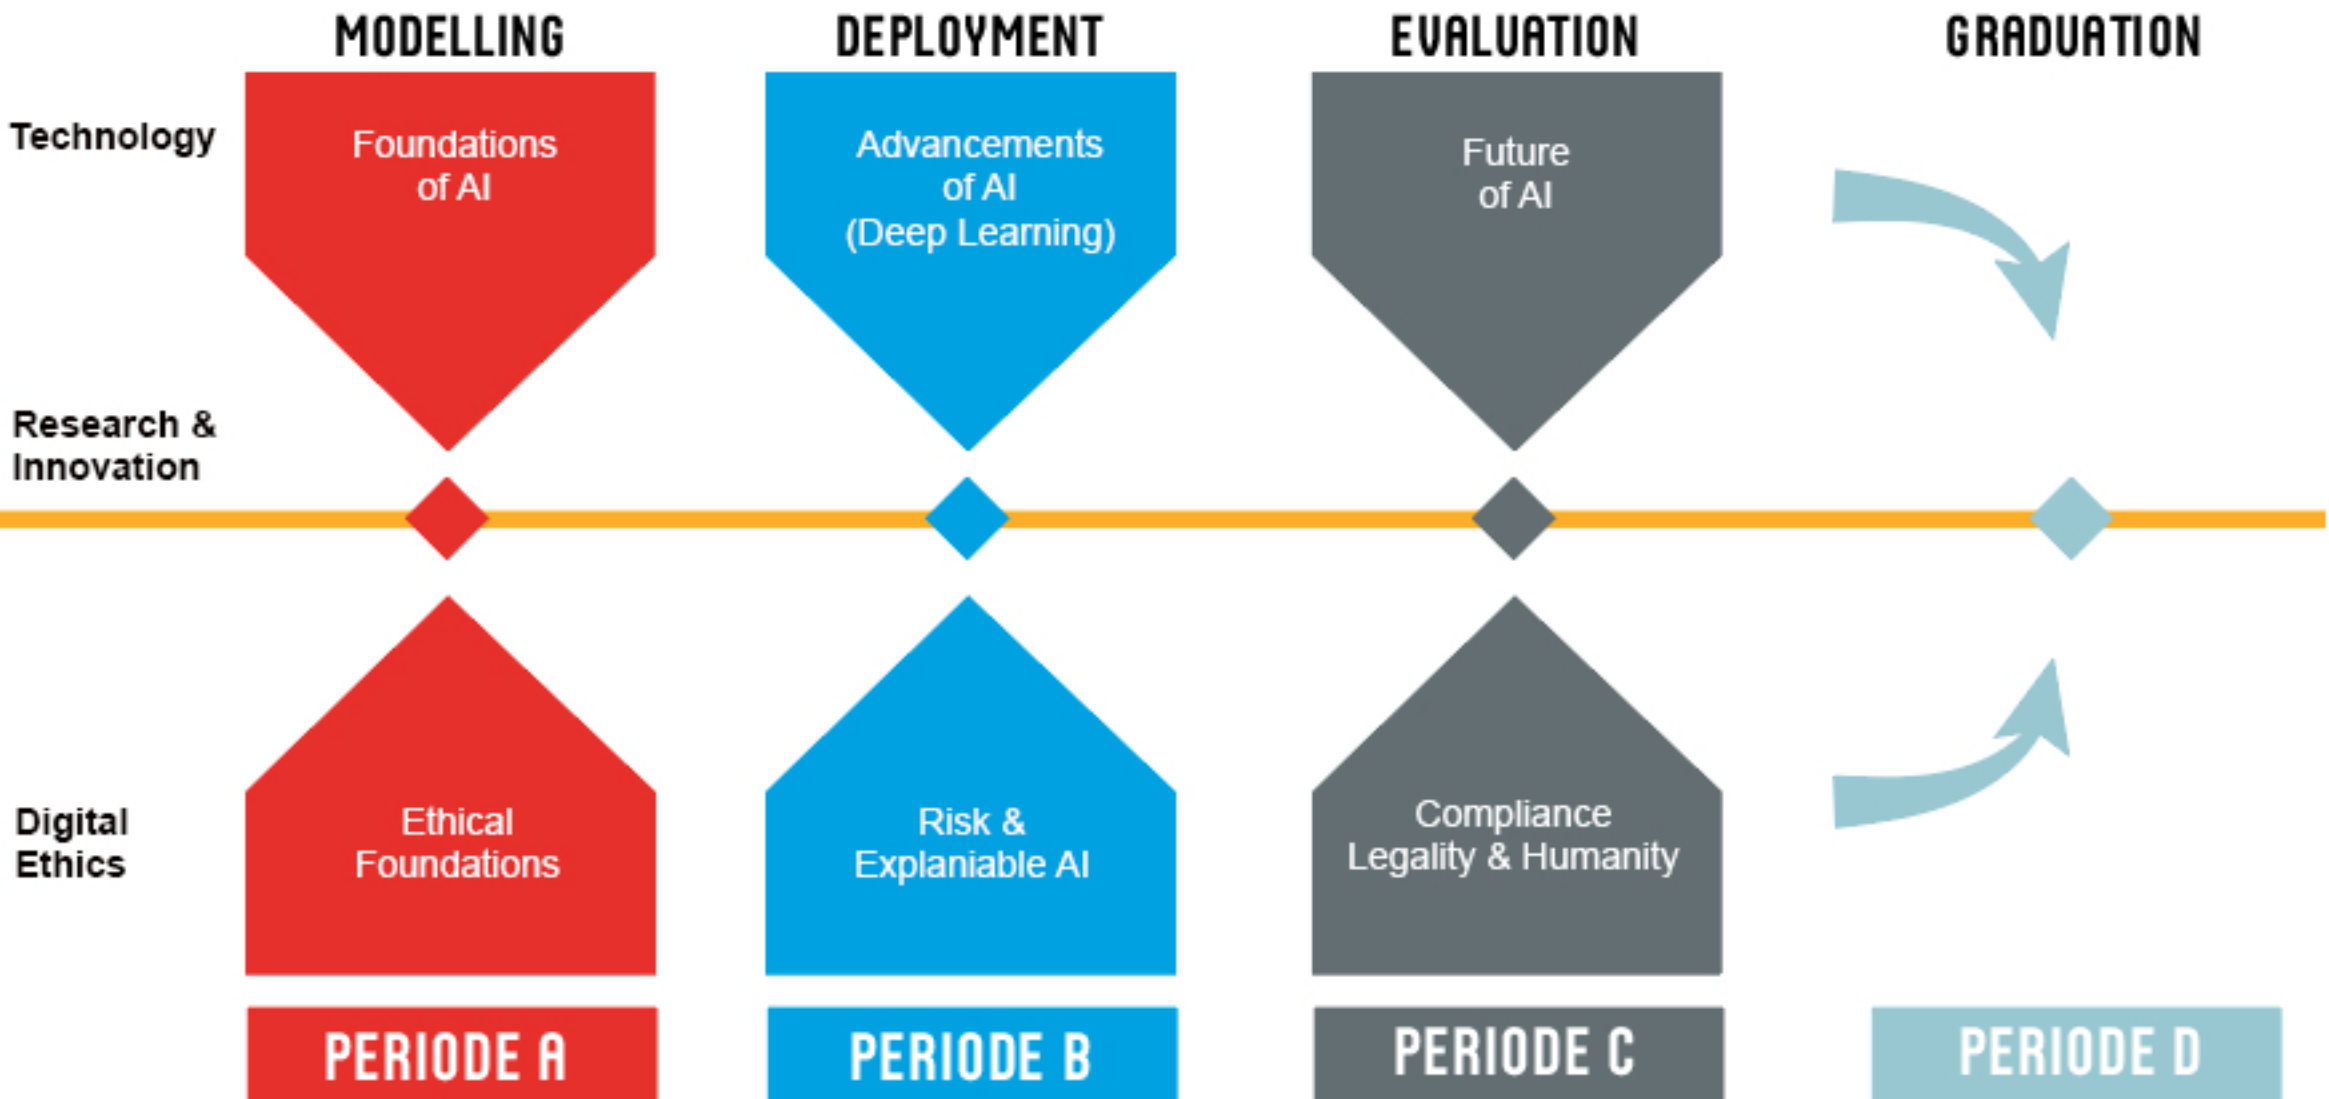 MODELLING
DEPLOYMENT
EVALUATION
GRADUATION
Technology
Foundations
of AI
Advancements
of AI
(Deep Learning)
Future
of AI
Research &
Innovation
Digital
Ethics
Ethical
Foundations
Risk &
Explaniable AI
Compliance
Legality & Humanity
PERIODE A
PERIODE B
PERIODE C
PERIODE D